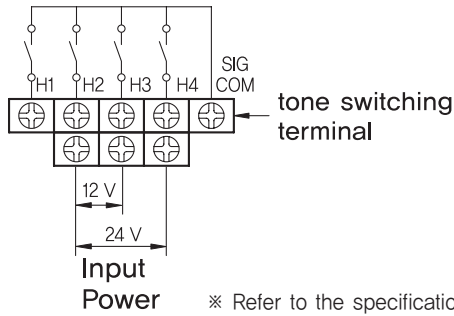 H1 H2 H3 H4 SIG COM
tone switching
terminal
12 V
24 V
Input
Power
※ Refer to the specificatio